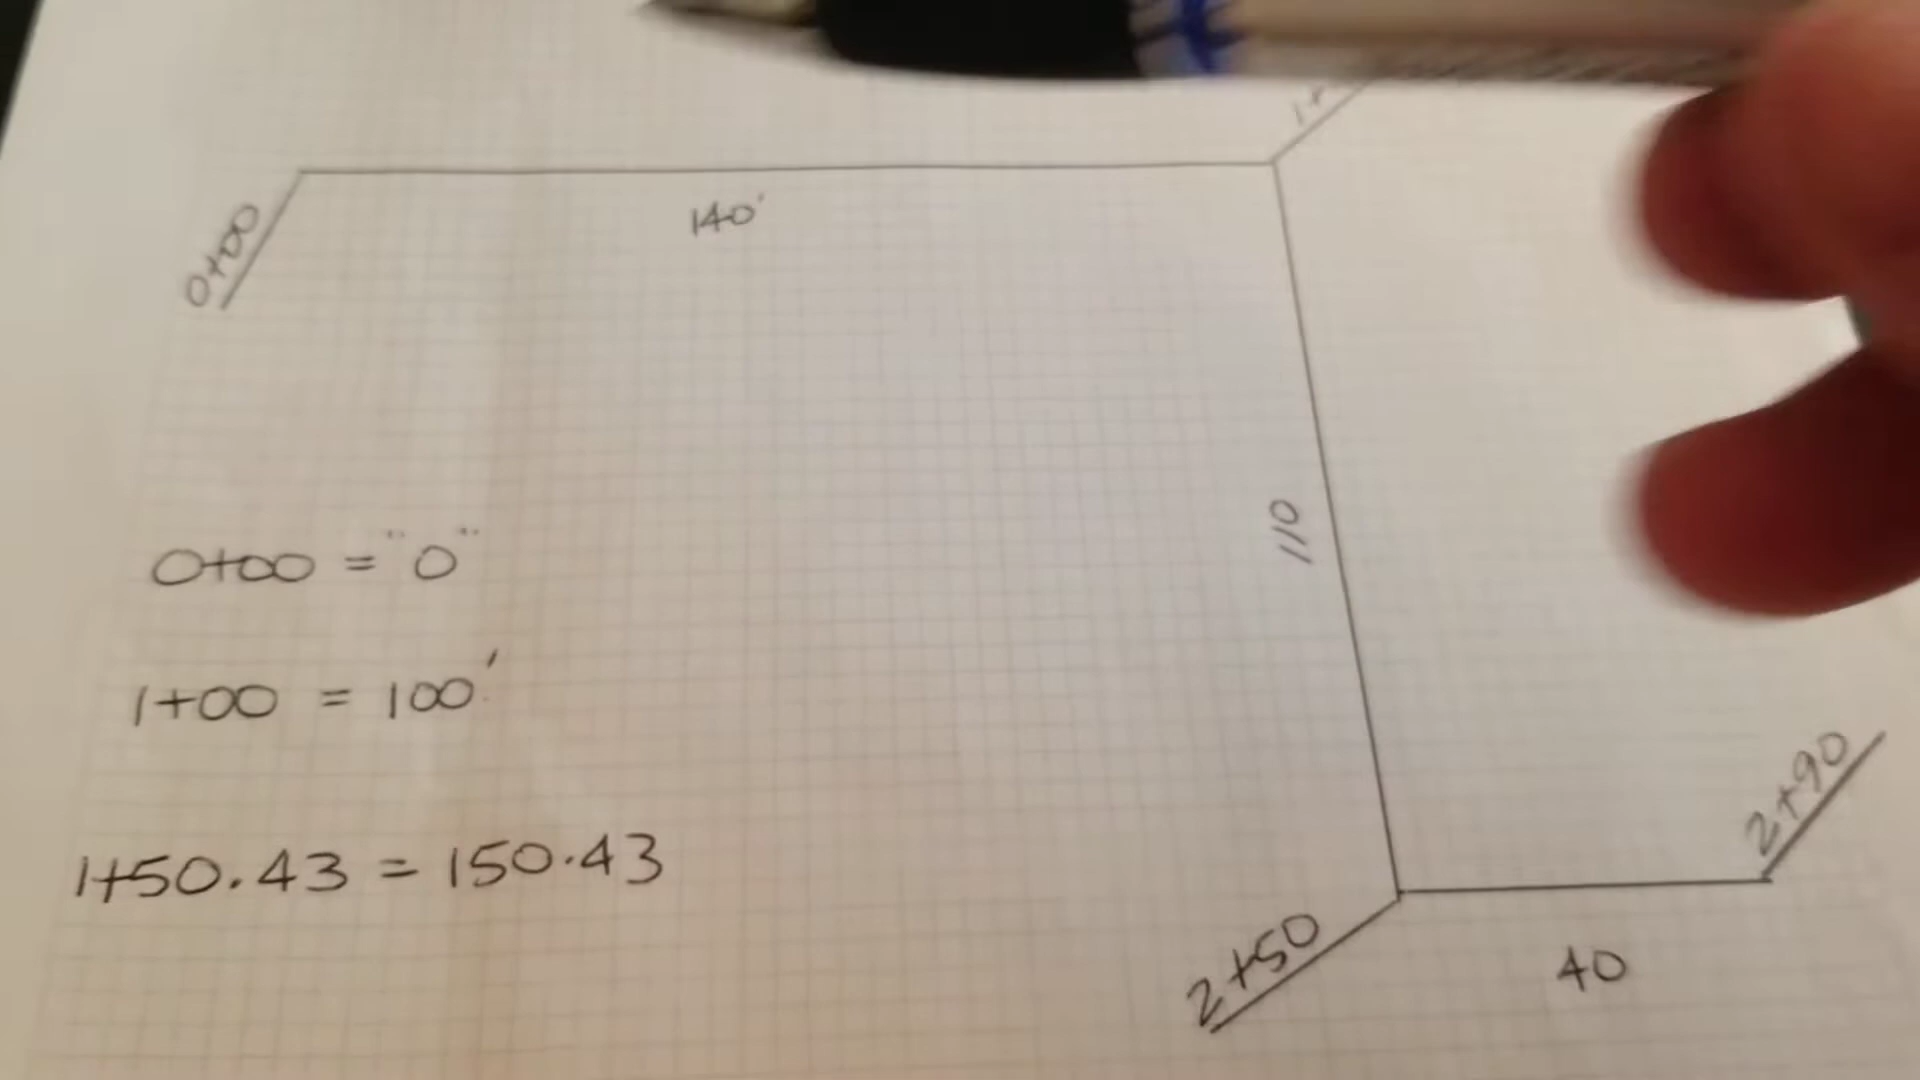 1+
0+00
140'
110
0+00 = "0"
1+00 = 100'
2+90
1+50.43 = 150.43
2+50
40